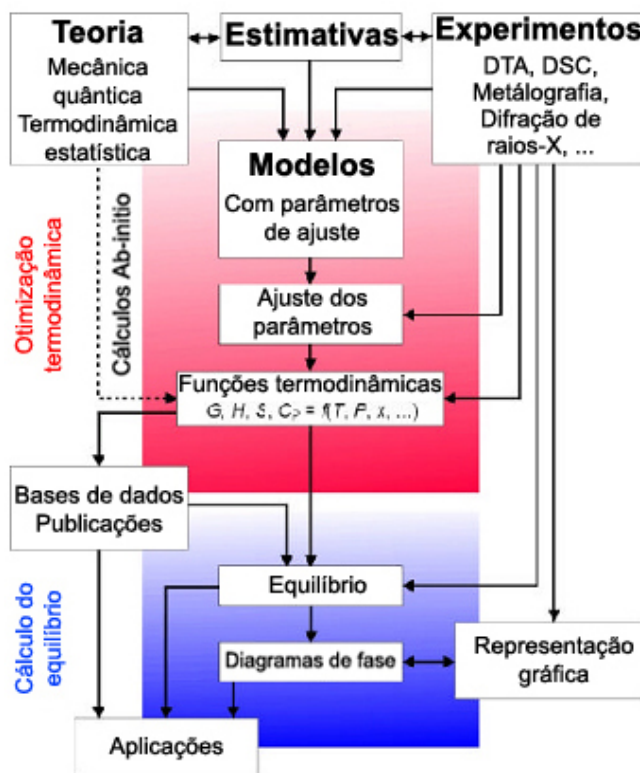 Teoria
Mecânica
quântica
Termodinâmica
estatística
Estimativas
Experimentos
DTA, DSC,
Metálografia,
Difração de
raios-X, ...
Modelos
Com parâmetros
de ajuste
Otimização
termodinâmica
Cálculos Ab-initio
Ajuste dos
parâmetros
Funções termodinâmicas
G, H, S, Cₚ = f(T, P, x, ...)
Bases de dados
Publicações
Cálculo do
equilíbrio
Equilíbrio
Diagramas de fase
Representação
gráfica
Aplicações